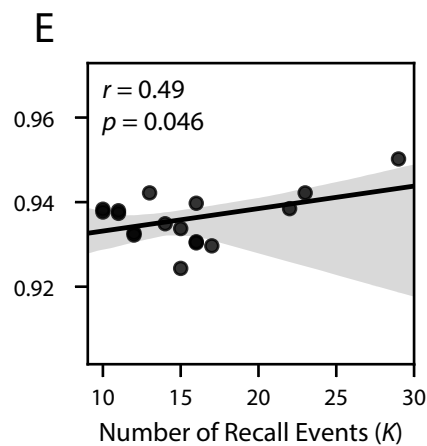 E
r = 0.49
p = 0.046
0.96
0.94
0.92
10 15 20 25 30
Number of Recall Events (K)